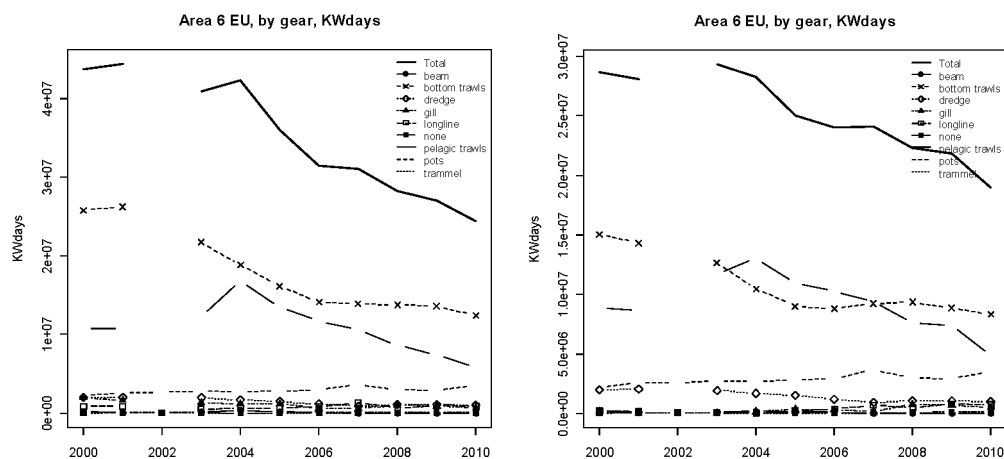 Area 6 EU, by gear, KWdays
KWdays
4e+07
3e+07
2e+07
1e+07
0e+00
2000
2002
2004
2006
2008
2010
Total
beam
bottom trawls
dredge
gill
longline
none
pelagic trawls
pots
trammel
Area 6 EU, by gear, KWdays
KWdays
3.0e+07
2.5e+07
2.0e+07
1.5e+07
1.0e+07
5.0e+06
0.0e+00
2000
2002
2004
2006
2008
2010
Total
beam
bottom trawls
dredge
gill
longline
none
pelagic trawls
pots
trammel